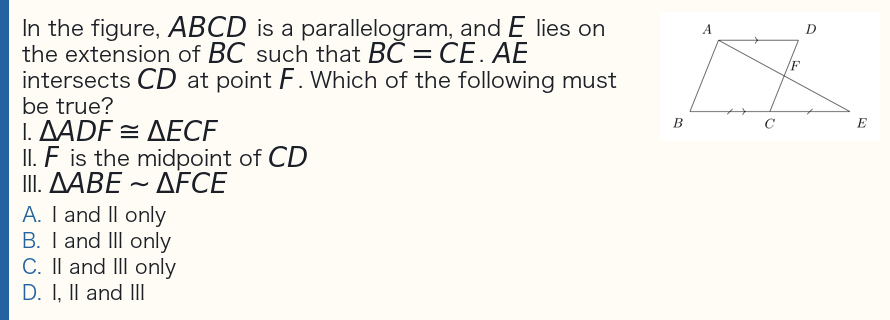 In the figure, ABCD is a parallelogram, and E lies on
the extension of BC such that BC = CE. AE
intersects CD at point F. Which of the following must
be true?
I. ΔADF ≅ ΔECF
II. F is the midpoint of CD
III. ΔABE ~ ΔFCE
A. I and II only
B. I and III only
C. II and III only
D. I, II and III
A D
F
B C E